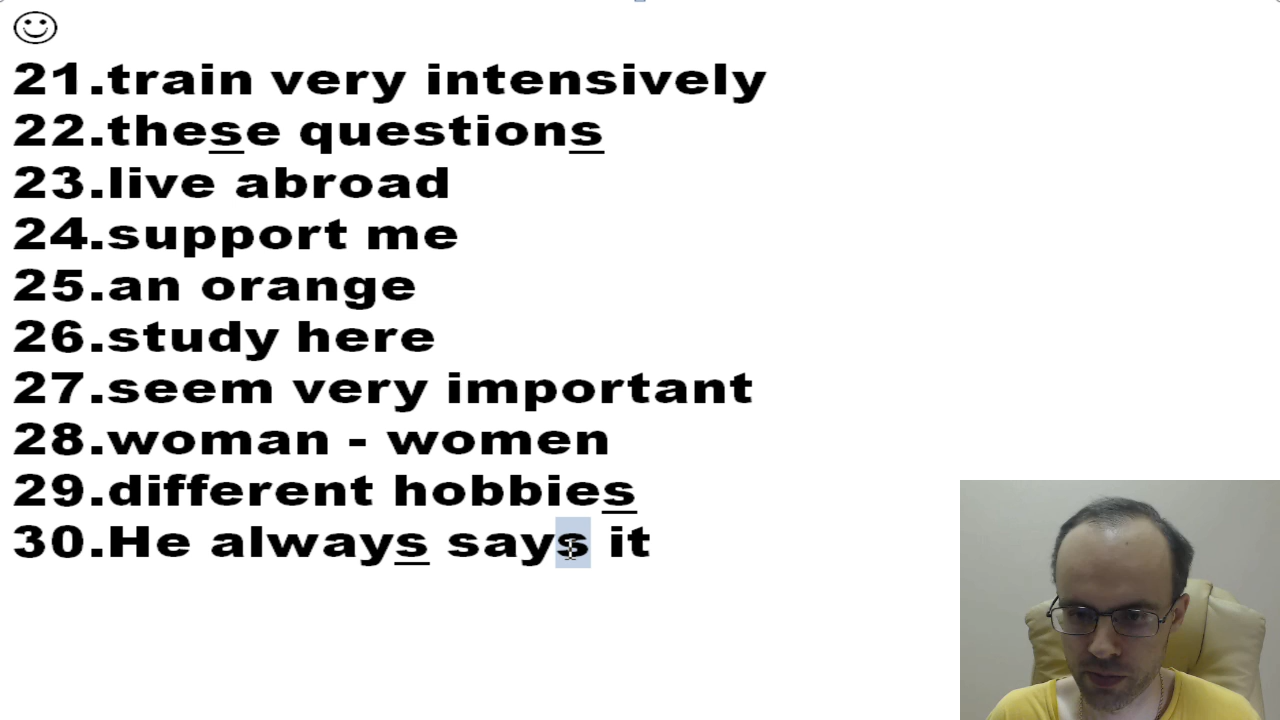 21.train very intensively
22.these questions
23.live abroad
24.support me
25.an orange
26.study here
27.seem very important
28.woman - women
29.different hobbies
30.He always says it